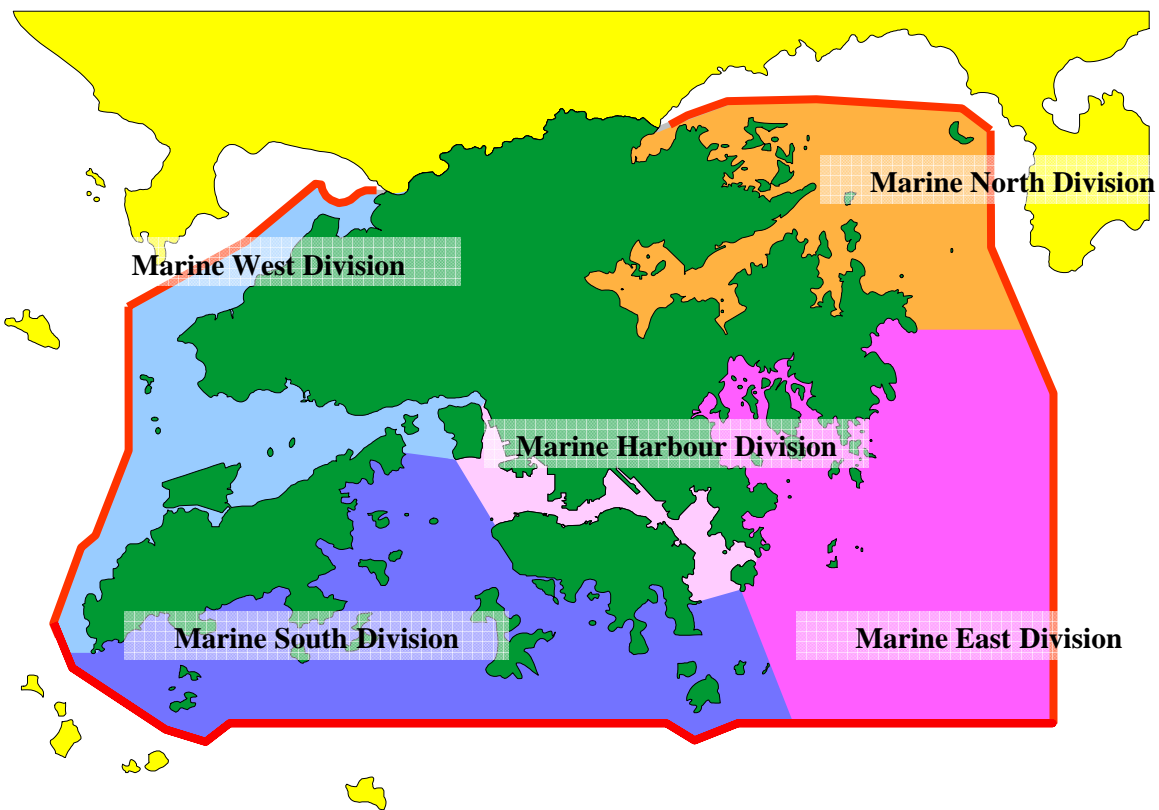 Marine North Division
Marine West Division
Marine Harbour Division
Marine South Division
Marine East Division